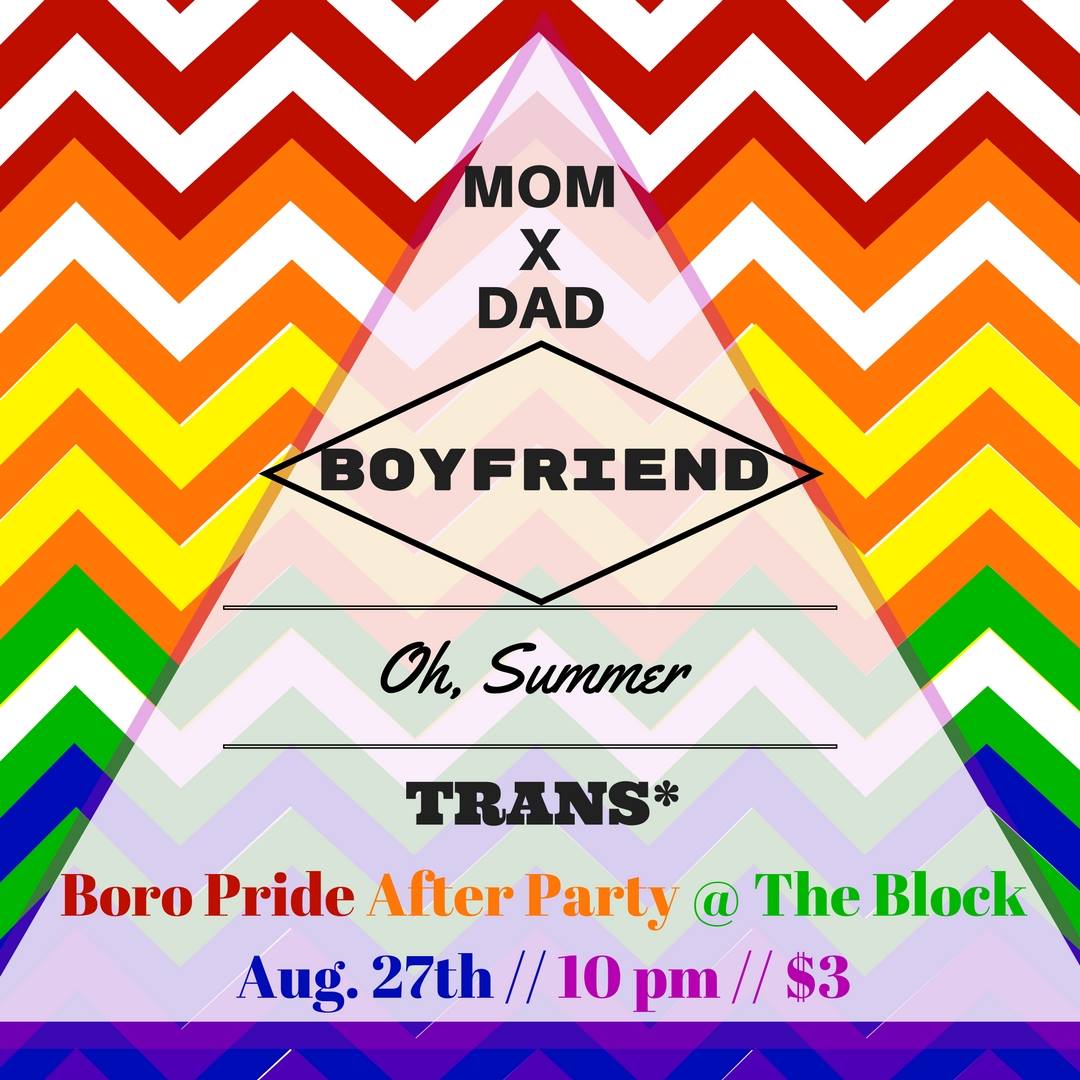 MOM
X
DAD
BOYFRIEND
Oh, Summer
TRANS*
Boro Pride After Party @ The Block
Aug. 27th // 10 pm // $3